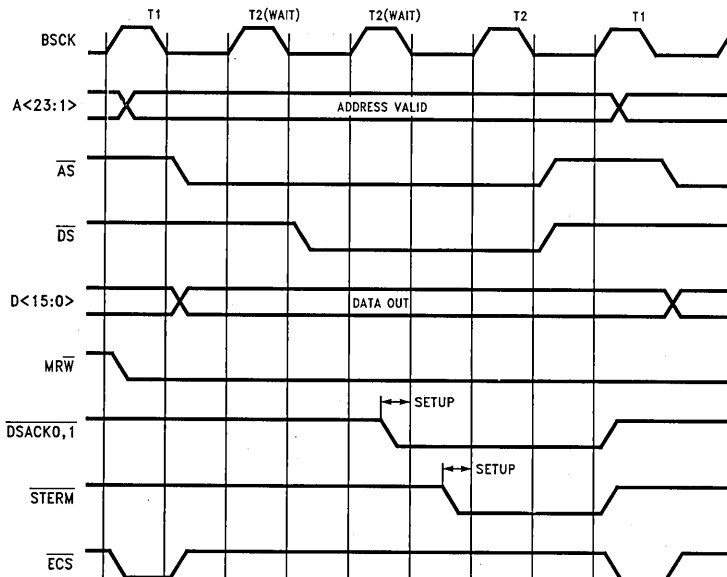 T1 T2(WAIT) T2(WAIT) T2 T1
BSCK
A<23:1> ADDRESS VALID
AS
DS
D<15:0> DATA OUT
MRW
SETUP
DSACK0,1
SETUP
STERM
ECS